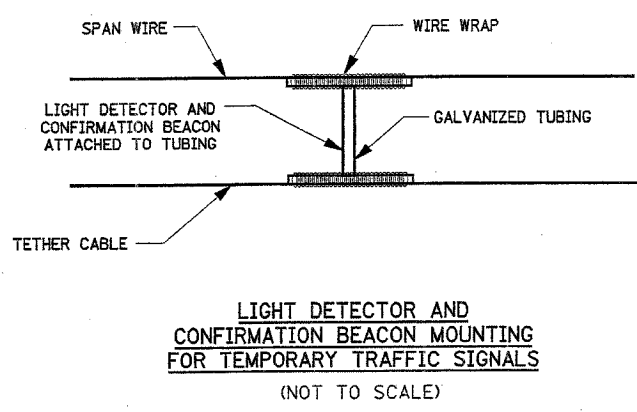 SPAN WIRE
WIRE WRAP
LIGHT DETECTOR AND
CONFIRMATION BEACON
ATTACHED TO TUBING
GALVANIZED TUBING
TETHER CABLE
LIGHT DETECTOR AND
CONFIRMATION BEACON MOUNTING
FOR TEMPORARY TRAFFIC SIGNALS
(NOT TO SCALE)